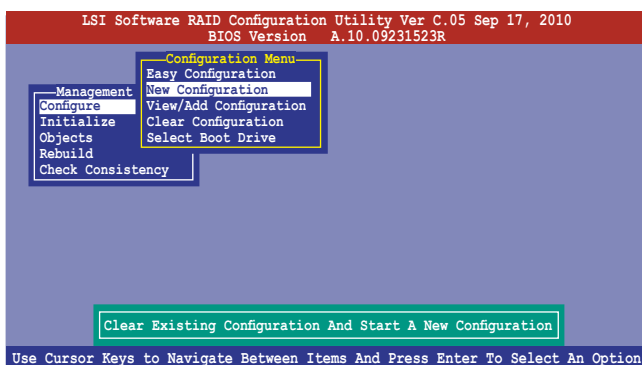 LSI Software RAID Configuration Utility Ver C.05 Sep 17, 2010
BIOS Version A.10.09231523R
Configuration Menu
Easy Configuration
New Configuration
View/Add Configuration
Clear Configuration
Select Boot Drive
Management
Configure
Initialize
Objects
Rebuild
Check Consistency
Clear Existing Configuration And Start A New Configuration
Use Cursor Keys to Navigate Between Items And Press Enter To Select An Option